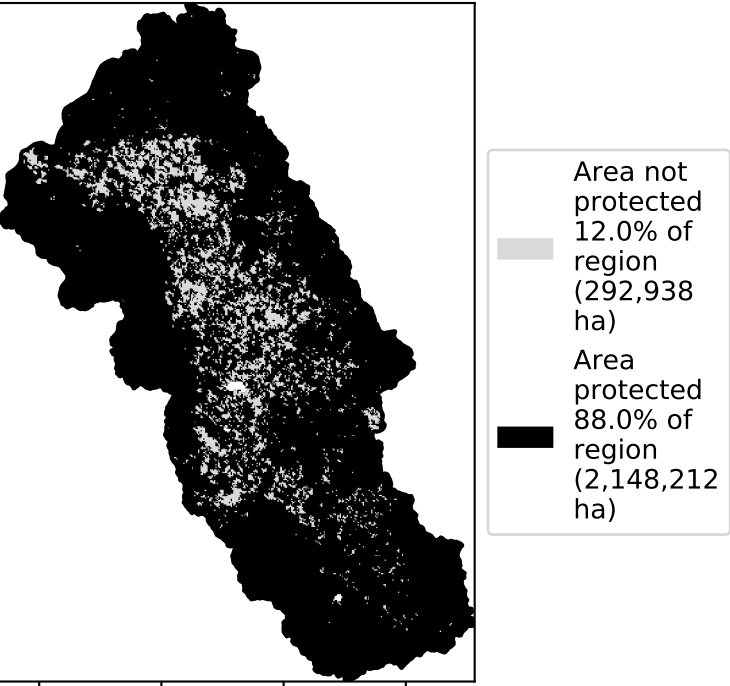 Area not
protected
12.0% of
region
(292,938
ha)
Area
protected
88.0% of
region
(2,148,212
ha)